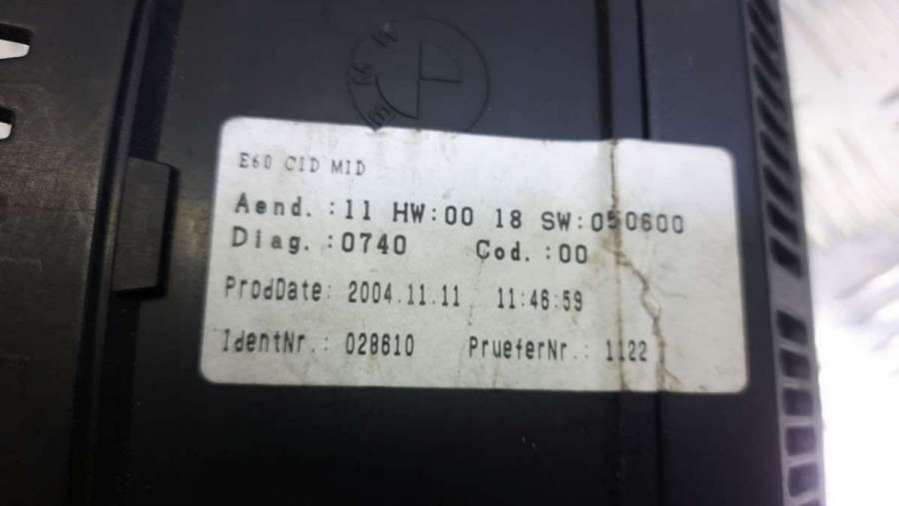 BMW
E60 CID MID
Aend.:11 HW:00 18 SW:050600
Diag.:0740 Cod.:00
ProdDate: 2004.11.11 11:46:59
IdentNr.: 028610 PrueferNr.: 1122